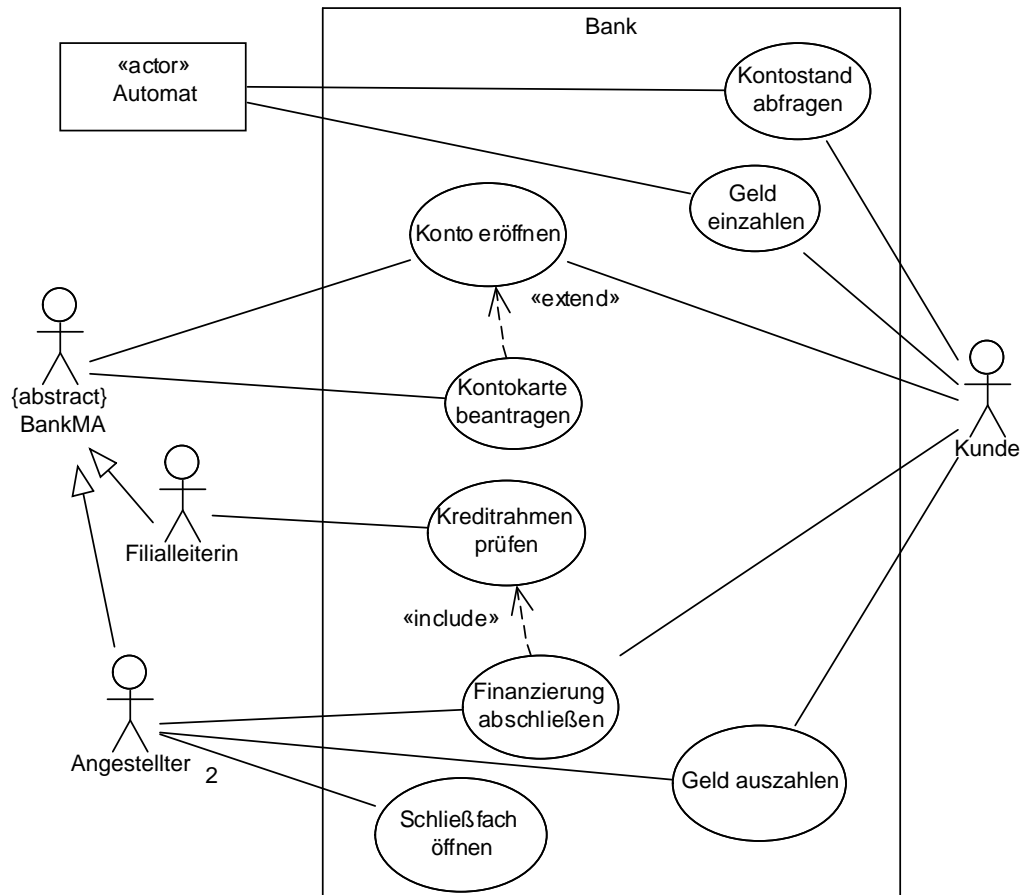 Bank
«actor»
Automat
Kontostand
abfragen
Geld
einzahlen
Konto eröffnen
«extend»
{abstract}
BankMA
Kontokarte
beantragen
Kunde
Filialleiterin
Kreditrahmen
prüfen
«include»
Finanzierung
abschließen
Angestellter
2
Geld auszahlen
Schließfach
öffnen